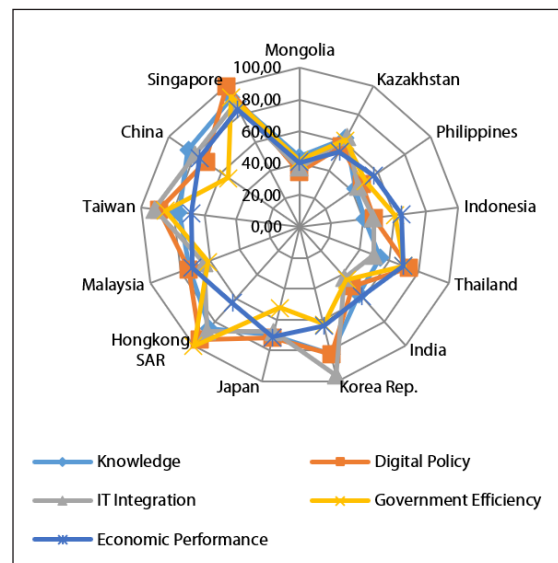 Mongolia
100,00
80,00
60,00
40,00
20,00
0,00
Kazakhstan
Philippines
Indonesia
Thailand
India
Korea Rep.
Japan
Hongkong
SAR
Malaysia
Taiwan
China
Singapore
Knowledge
Digital Policy
IT Integration
Government Efficiency
Economic Performance